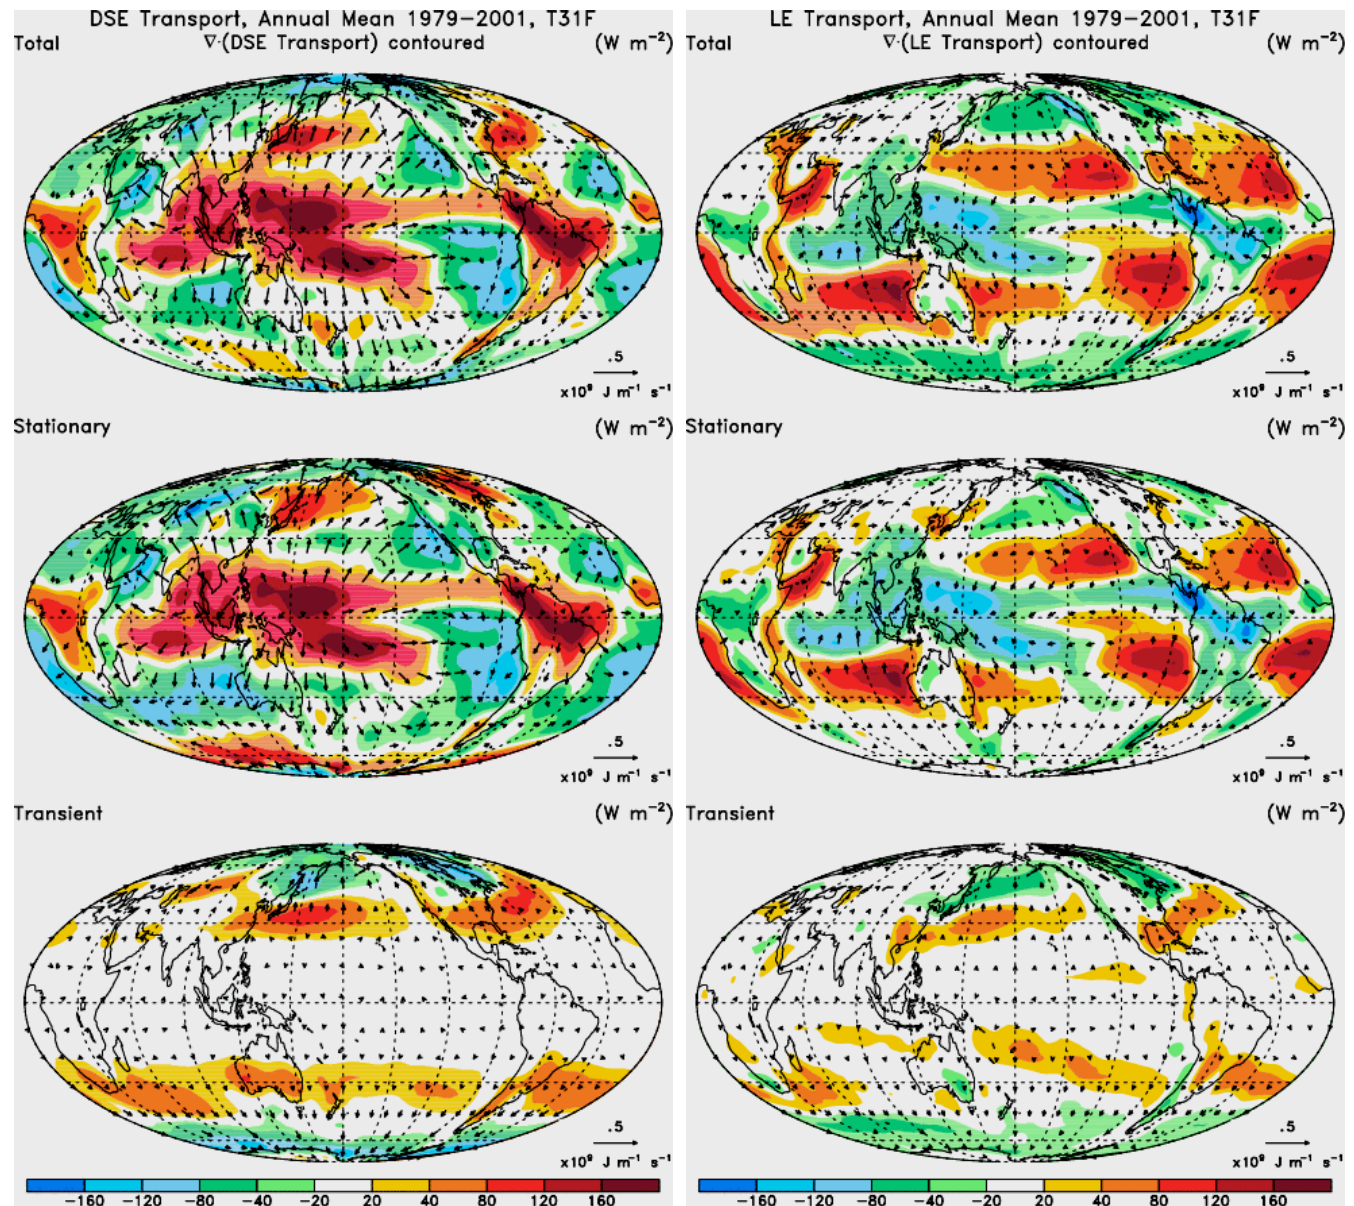 DSE Transport, Annual Mean 1979−2001, T31F
Total ∇·(DSE Transport) contoured (W m⁻²)
.5
x10⁹ J m⁻¹ s⁻¹
Stationary (W m⁻²)
.5
x10⁹ J m⁻¹ s⁻¹
Transient (W m⁻²)
.5
x10⁹ J m⁻¹ s⁻¹
−160 −120 −80 −40 −20 20 40 80 120 160
LE Transport, Annual Mean 1979−2001, T31F
Total ∇·(LE Transport) contoured (W m⁻²)
.5
x10⁹ J m⁻¹ s⁻¹
Stationary (W m⁻²)
.5
x10⁹ J m⁻¹ s⁻¹
Transient (W m⁻²)
.5
x10⁹ J m⁻¹ s⁻¹
−160 −120 −80 −40 −20 20 40 80 120 160